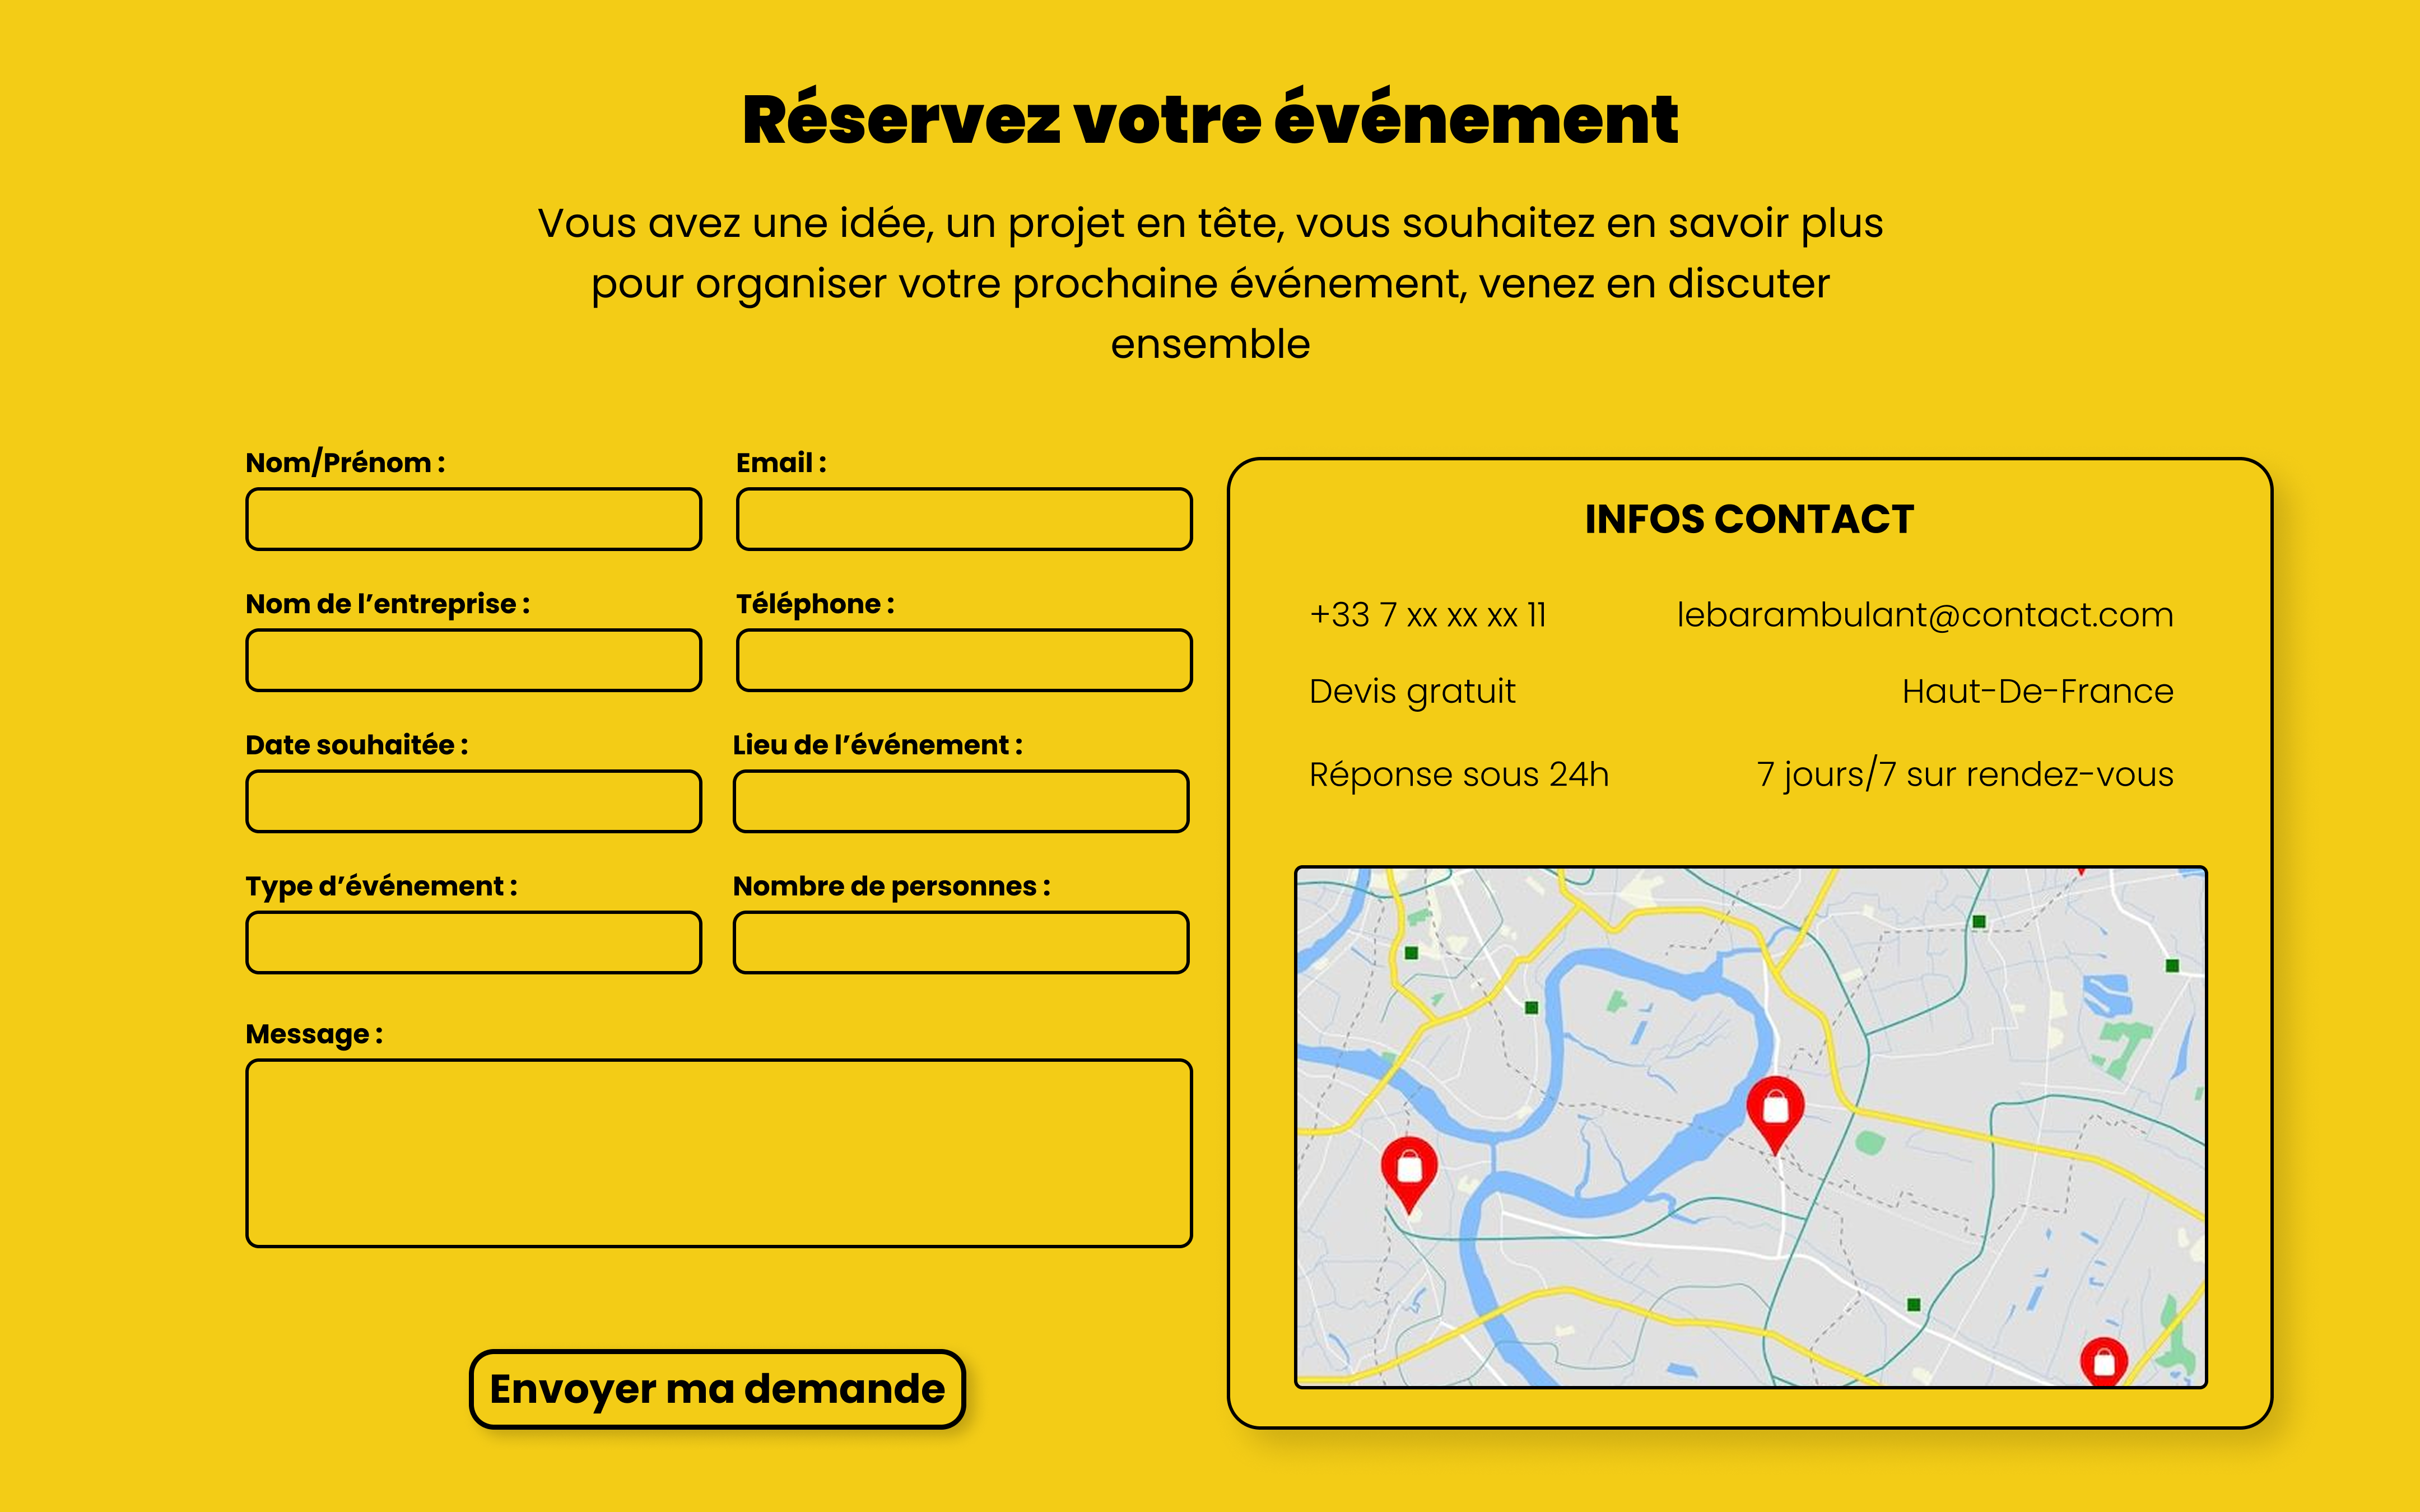 Réservez votre événement
Vous avez une idée, un projet en tête, vous souhaitez en savoir plus
pour organiser votre prochaine événement, venez en discuter
ensemble
Nom/Prénom :
Email :
Nom de l’entreprise :
Téléphone :
Date souhaitée :
Lieu de l’événement :
Type d’événement :
Nombre de personnes :
Message :
Envoyer ma demande
INFOS CONTACT
+33 7 xx xx xx 11
lebarambulant@contact.com
Devis gratuit
Haut-De-France
Réponse sous 24h
7 jours/7 sur rendez-vous